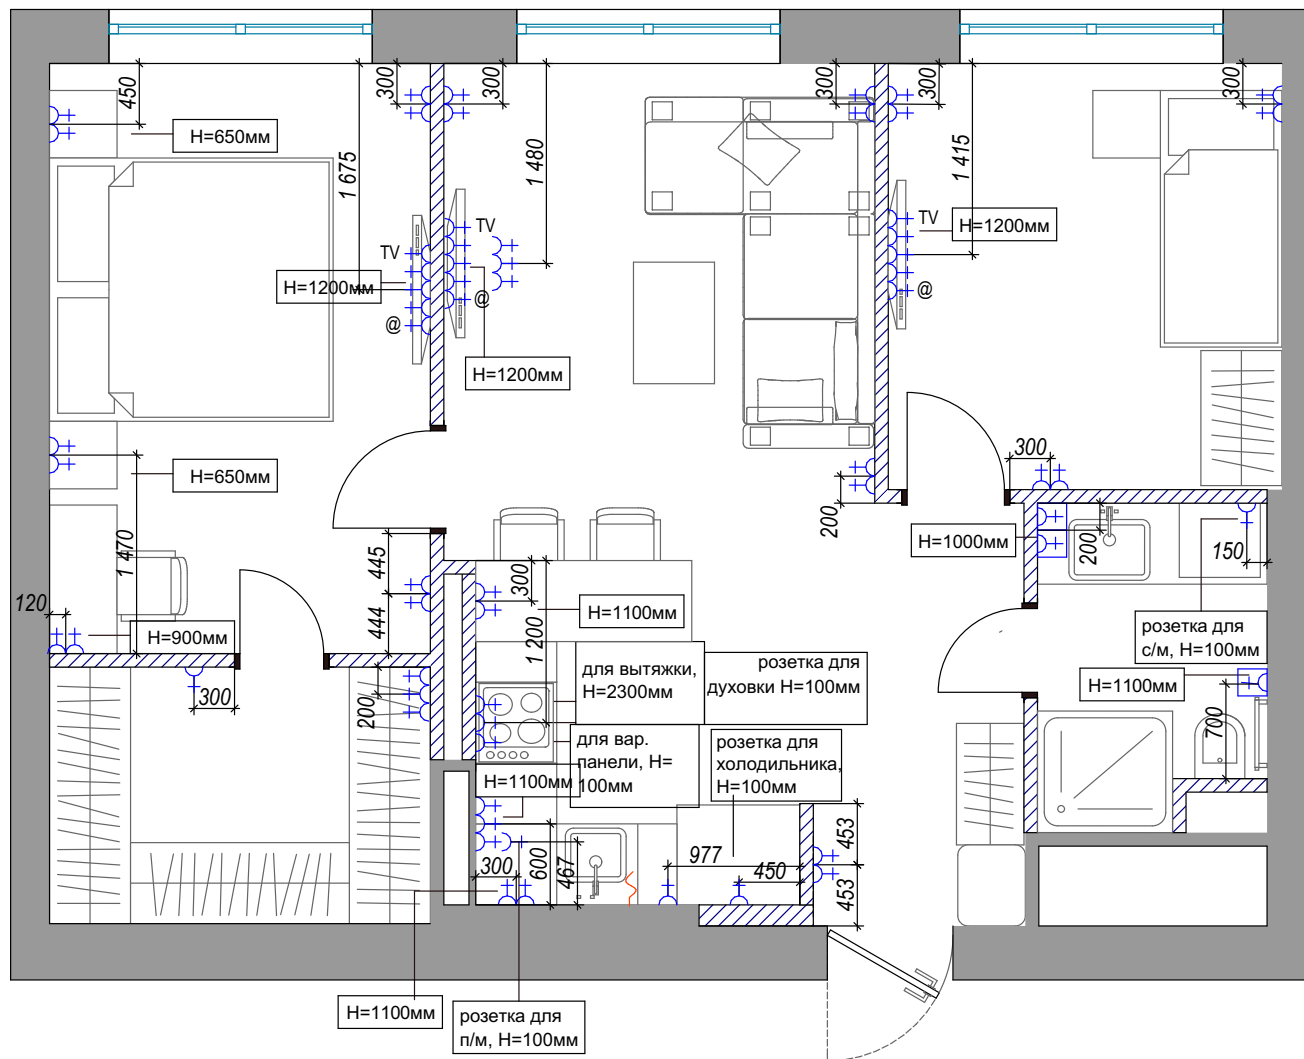 450
300
300
300
300
300
H=650мм
1 675
1 480
1 415
TV
TV
TV
H=1200мм
H=1200мм
@
@
@
H=1200мм
H=650мм
300
200
1 470
445
H=1000мм
200
150
300
120
444
H=900мм
H=1100мм
1 200
розетка для
с/м, H=100мм
для вытяжки,
H=2300мм
розетка для
духовки H=100мм
300
200
H=1100мм
700
для вар.
панели, H=
100мм
розетка для
холодильника,
H=100мм
H=1100мм
453
977
450
300
600
467
453
H=1100мм
розетка для
п/м, H=100мм